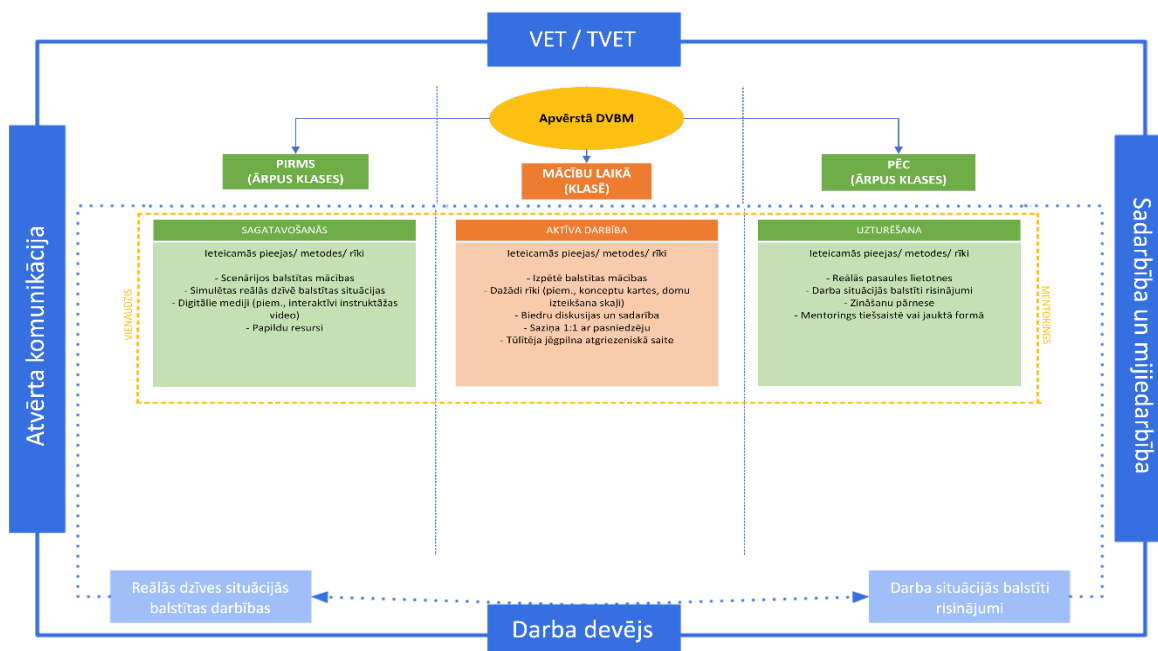 VET / TVET
Apvērstā DVBM
PIRMS
(ĀRPUS KLASES)
MĀCĪBU LAIKĀ
(KLASĒ)
PĒC
(ĀRPUS KLASES)
Atvērta komunikācija
Sadarbība un mijiedarbība
VIENAUDZIS
MENTORINGS
SAGATAVOŠANĀS
Ieteicamās pieejas/ metodes/ rīki
- Scenārijos balstītas mācības
- Simulētas reālās dzīvē balstītas situācijas
- Digitālie mediji (piem., interaktīvi instruktāžas
video)
- Papildu resursi
AKTĪVA DARBĪBA
Ieteicamās pieejas/ metodes/ rīki
- Izpētē balstītas mācības
- Dažādi rīki (piem., konceptu kartes, domu
izteikšana skaļi)
- Biedru diskusijas un sadarība
- Saziņa 1:1 ar pasniedzēju
- Tūlītēja jēgpilna atgriezeniskā saite
UZTURĒŠANA
Ieteicamās pieejas/ metodes/ rīki
- Reālās pasaules lietotnes
- Darba situācijās balstīti risinājumi
- Zināšanu pārnese
- Mentorings tiešsaistē vai jauktā formā
Reālās dzīves situācijās
balstītas darbības
Darba situācijās balstīti
risinājumi
Darba devējs